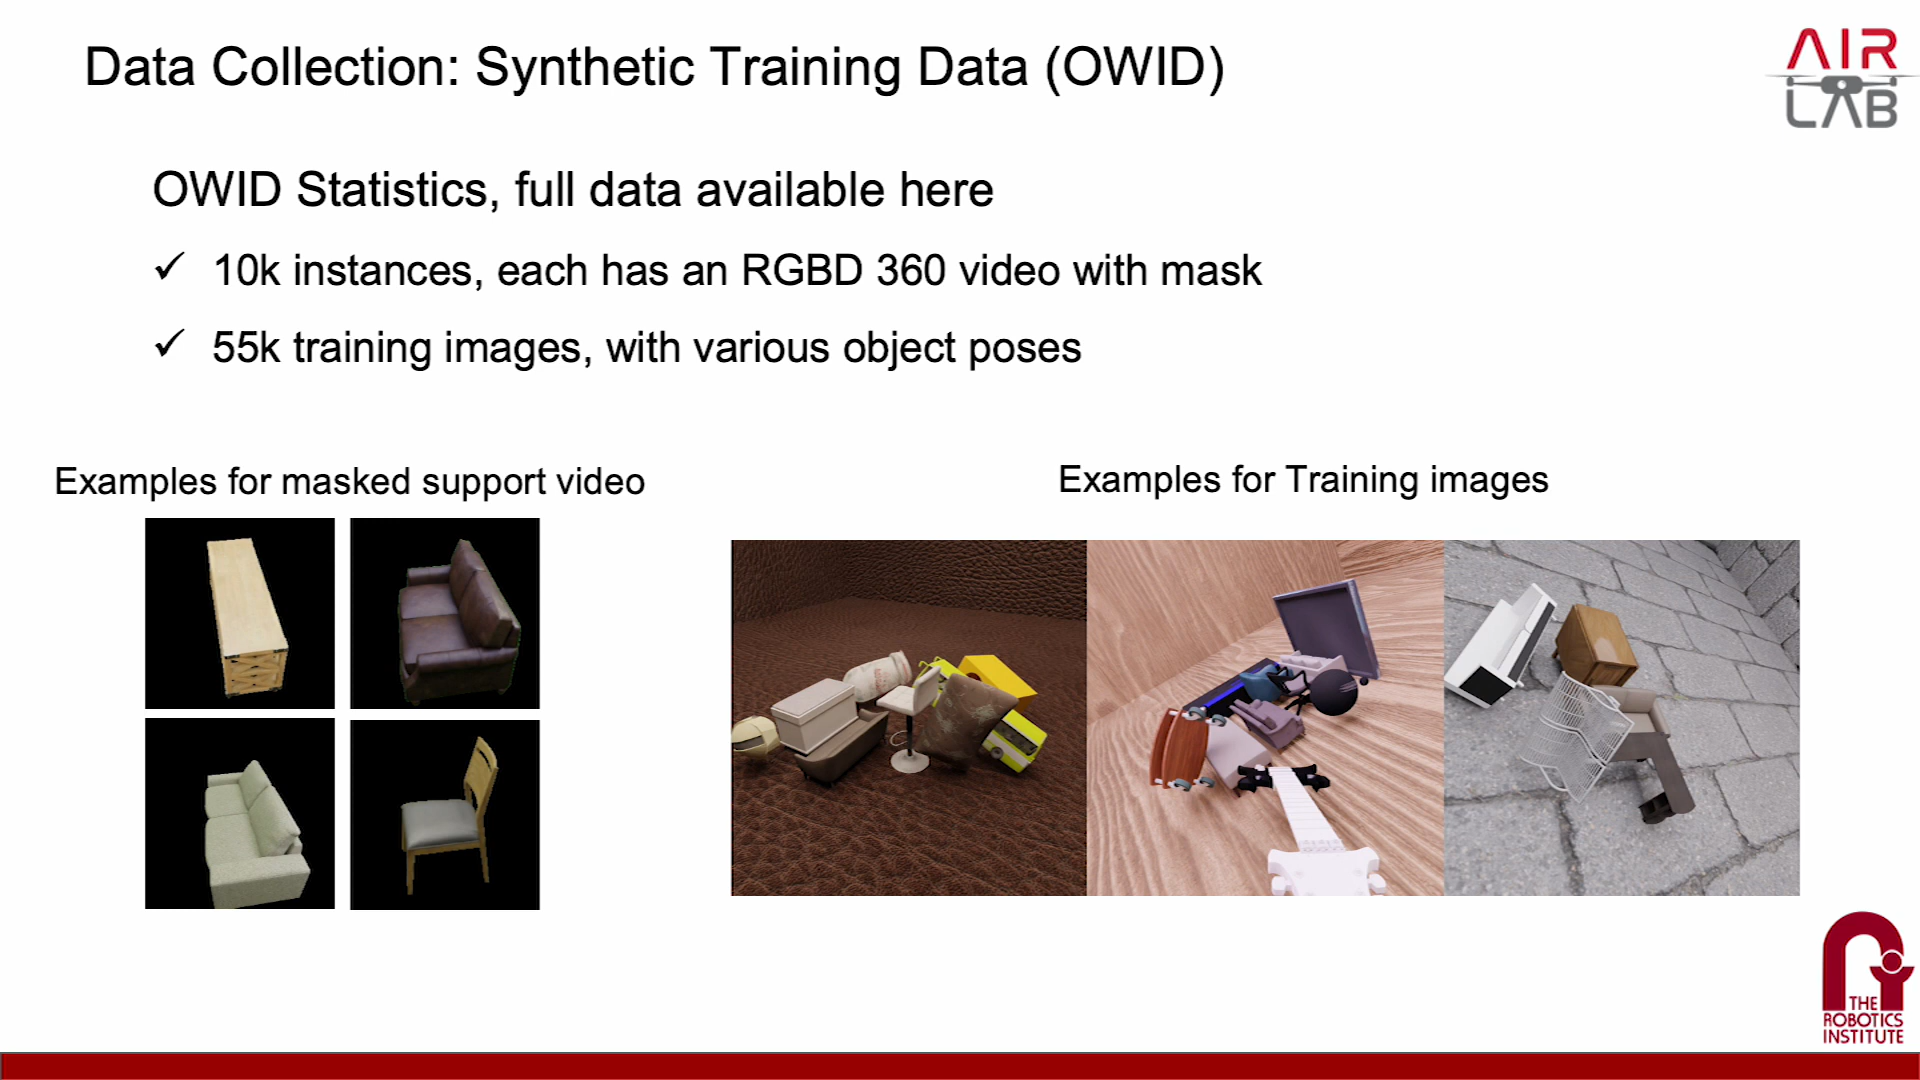 Data Collection: Synthetic Training Data (OWID)
AIR
LAB
OWID Statistics, full data available here
✓ 10k instances, each has an RGBD 360 video with mask
✓ 55k training images, with various object poses
Examples for masked support video
Examples for Training images
THE
ROBOTICS
INSTITUTE